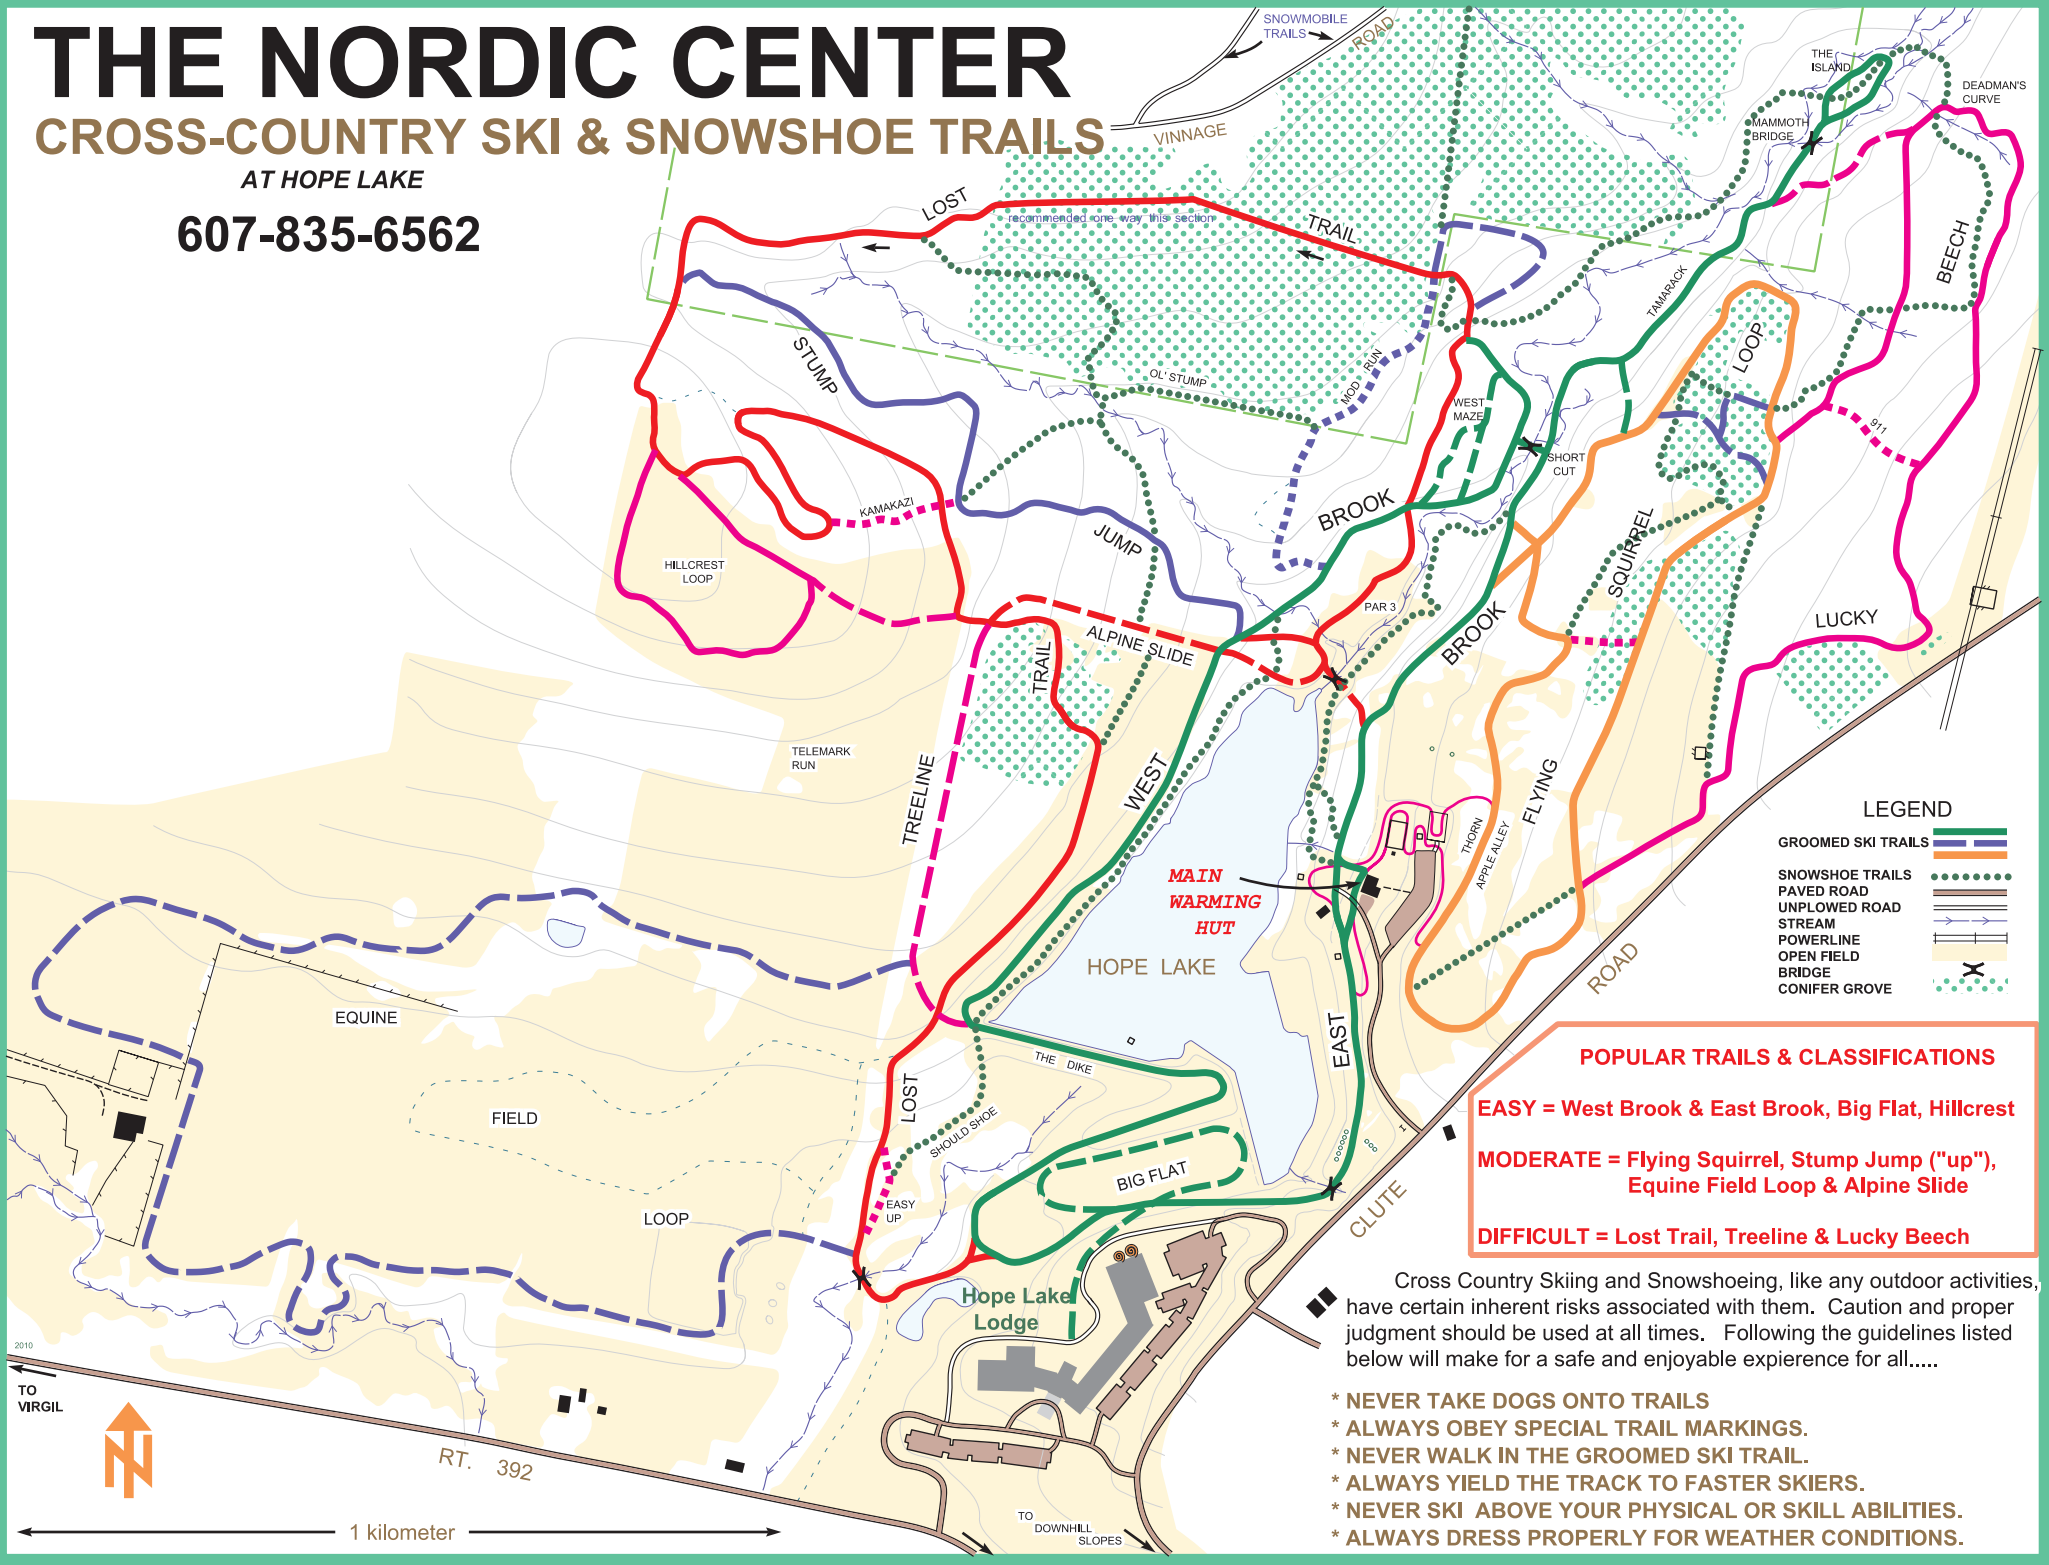 THE NORDIC CENTER
CROSS-COUNTRY SKI & SNOWSHOE TRAILS
AT HOPE LAKE
607-835-6562
SNOWMOBILE
TRAILS
ROAD
VINNAGE
THE
ISLAND
DEADMAN'S
CURVE
MAMMOTH
BRIDGE
LOST
recommended one way this section
TRAIL
BEECH
TAMARACK
STUMP
LOOP
OL' STUMP
MOD RUN
WEST
MAZE
911
SHORT
CUT
KAMAKAZI
BROOK
JUMP
SQUIRREL
HILLCREST
LOOP
PAR 3
BROOK
LUCKY
ALPINE SLIDE
TRAIL
TELEMARK
RUN
TREELINE
WEST
FLYING
THORN
APPLE ALLEY
MAIN
WARMING
HUT
HOPE LAKE
LEGEND
GROOMED SKI TRAILS
SNOWSHOE TRAILS
PAVED ROAD
UNPLOWED ROAD
STREAM
POWERLINE
OPEN FIELD
BRIDGE
CONIFER GROVE
ROAD
EQUINE
EAST
THE DIKE
FIELD
LOST
SHOULD SHOE
BIG FLAT
EASY
UP
LOOP
CLUTE
POPULAR TRAILS & CLASSIFICATIONS
EASY = West Brook & East Brook, Big Flat, Hillcrest
MODERATE = Flying Squirrel, Stump Jump ("up"),
Equine Field Loop & Alpine Slide
DIFFICULT = Lost Trail, Treeline & Lucky Beech
Hope Lake
Lodge
Cross Country Skiing and Snowshoeing, like any outdoor activities,
have certain inherent risks associated with them. Caution and proper
judgment should be used at all times. Following the guidelines listed
below will make for a safe and enjoyable expierence for all.....
* NEVER TAKE DOGS ONTO TRAILS
* ALWAYS OBEY SPECIAL TRAIL MARKINGS.
* NEVER WALK IN THE GROOMED SKI TRAIL.
* ALWAYS YIELD THE TRACK TO FASTER SKIERS.
* NEVER SKI ABOVE YOUR PHYSICAL OR SKILL ABILITIES.
* ALWAYS DRESS PROPERLY FOR WEATHER CONDITIONS.
2010
TO
VIRGIL
N
RT. 392
1 kilometer
TO
DOWNHILL
SLOPES